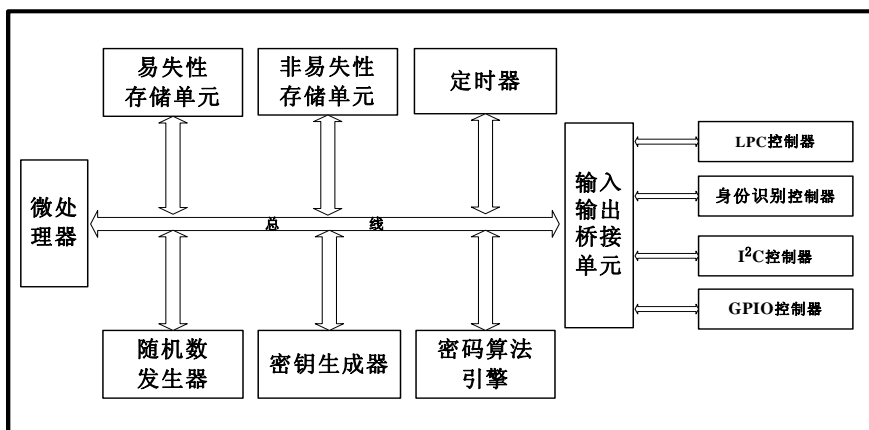 易失性
存储单元
非易失性
存储单元
定时器
微处
理器
总 线
输入
输出
桥接
单元
LPC控制器
身份识别控制器
I²C控制器
GPIO控制器
随机数
发生器
密钥生成器
密码算法
引擎